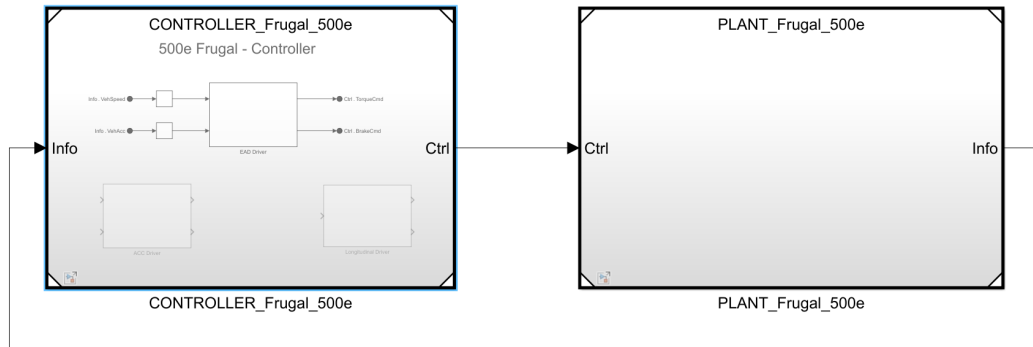 CONTROLLER_Frugal_500e
500e Frugal - Controller
Info . VehSpeed
Ctrl . TorqueCmd
Info . VehAcc
Ctrl . BrakeCmd
EAD Driver
Info
Ctrl
ACC Driver
Longitudinal Driver
CONTROLLER_Frugal_500e
PLANT_Frugal_500e
Ctrl
Info
PLANT_Frugal_500e